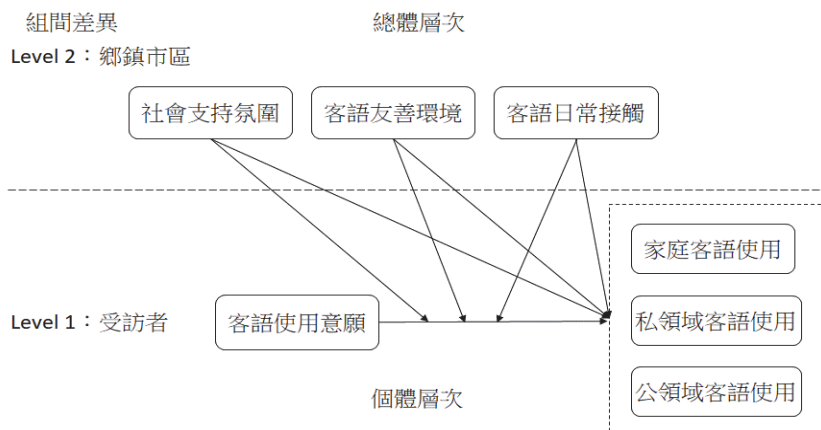 組間差異
總體層次
Level 2：鄉鎮市區
社會支持氛圍
客語友善環境
客語日常接觸
家庭客語使用
Level 1：受訪者
客語使用意願
私領域客語使用
個體層次
公領域客語使用